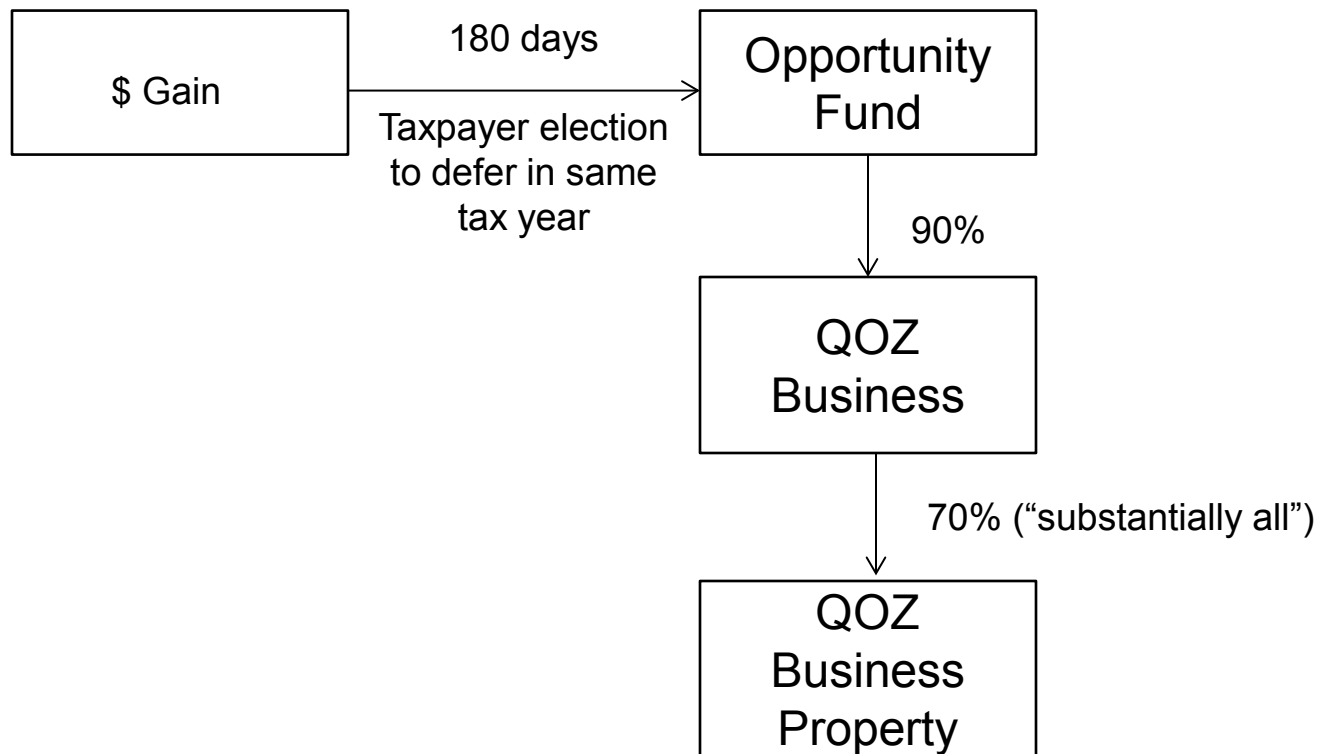 $ Gain
180 days
Taxpayer election
to defer in same
tax year
Opportunity
Fund
90%
QOZ
Business
70% (“substantially all”)
QOZ
Business
Property